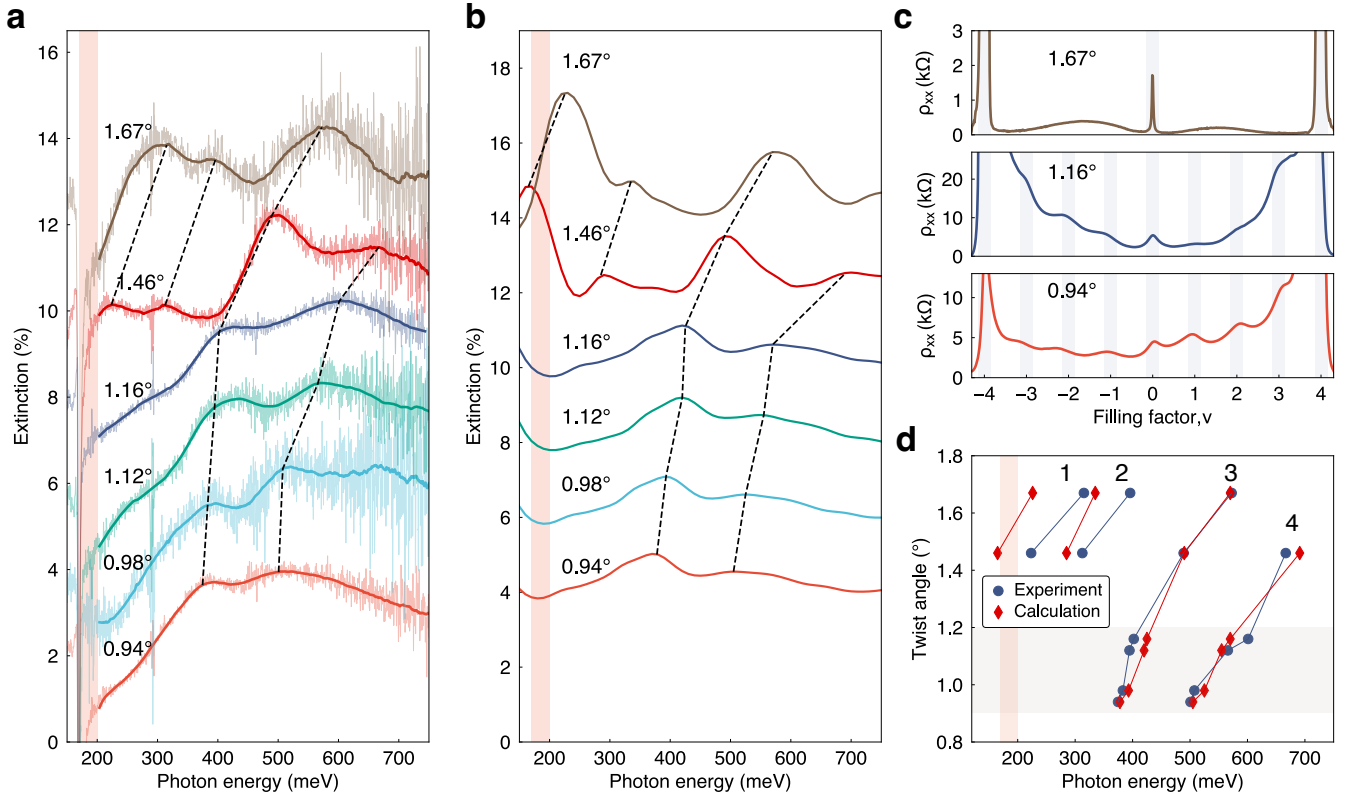 a
16
14
12
10
8
6
4
2
0
Extinction (%)
1.67°
1.46°
1.16°
1.12°
0.98°
0.94°
200 300 400 500 600 700
Photon energy (meV)
b
18
16
14
12
10
8
6
4
2
0
Extinction (%)
1.67°
1.46°
1.16°
1.12°
0.98°
0.94°
200 300 400 500 600 700
Photon energy (meV)
c
3
2
1
0
ρxx (kΩ)
1.67°
20
10
0
ρxx (kΩ)
1.16°
10
5
0
ρxx (kΩ)
0.94°
−4 −3 −2 −1 0 1 2 3 4
Filling factor,ν
d
1.8
1.6
1.4
1.2
1.0
0.8
Twist angle (°)
1 2 3
4
Experiment
Calculation
200 300 400 500 600 700
Photon energy (meV)